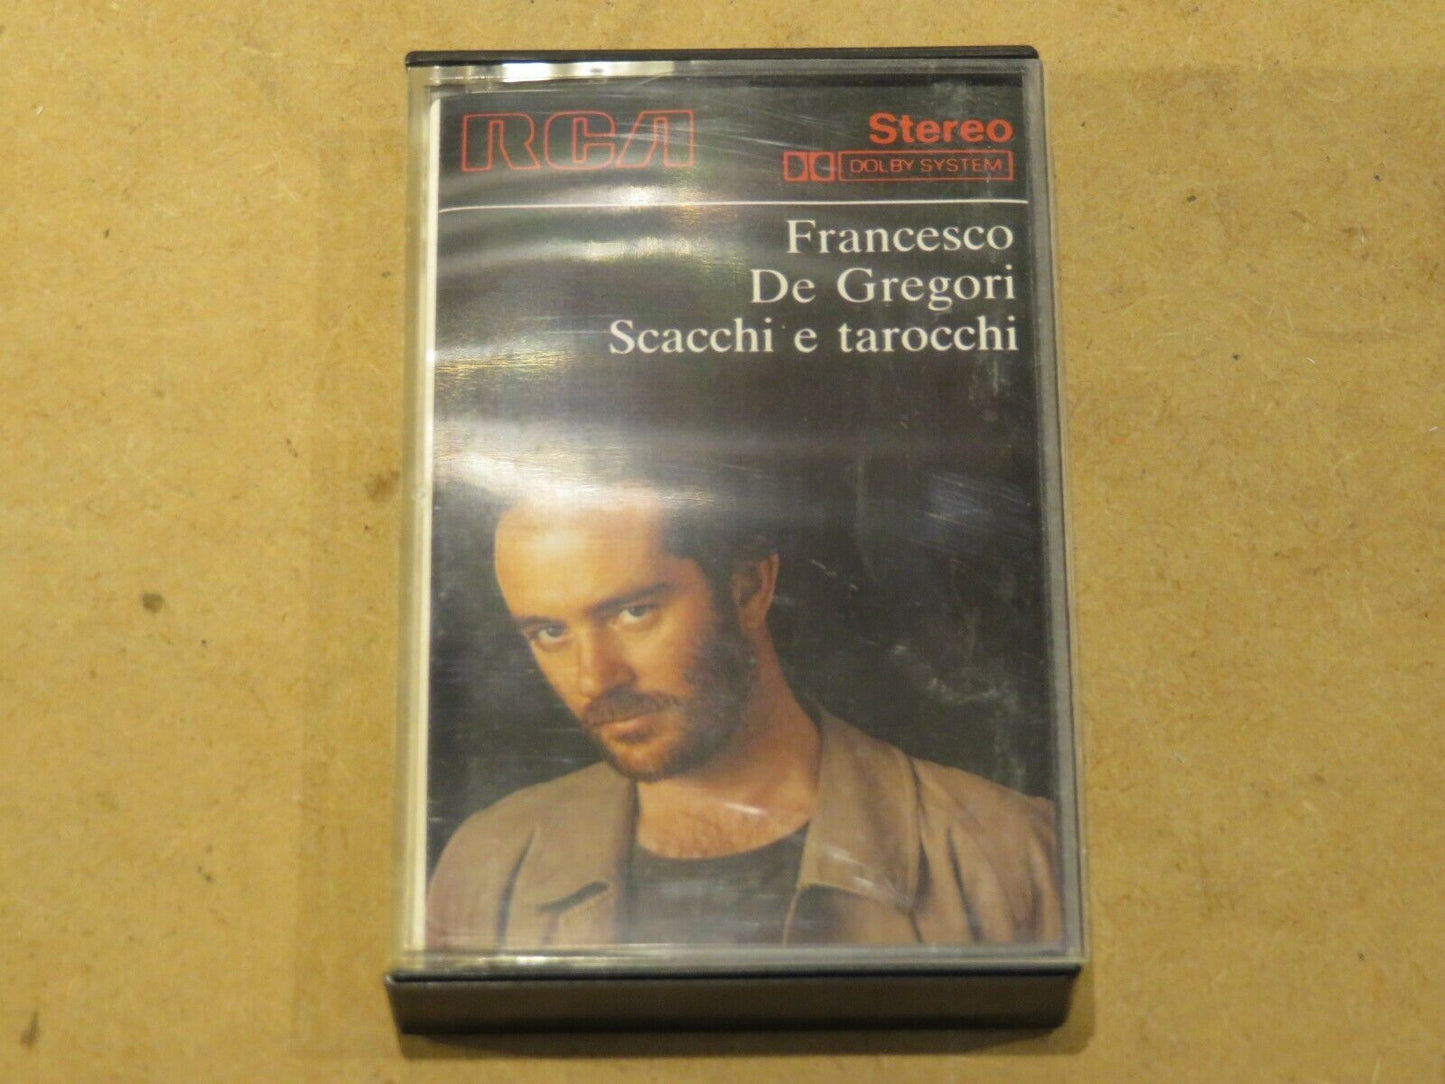 RCA
Stereo
DOLBY SYSTEM
Francesco
De Gregori
Scacchi e tarocchi